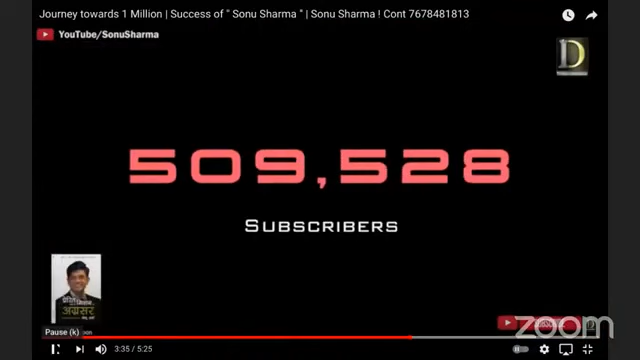 Journey towards 1 Million | Success of " Sonu Sharma " | Sonu Sharma ! Cont 7678481813
YouTube/SonuSharma
D
509,528
SUBSCRIBERS
अग्रसर
Pause (k)
zoom
3:35 / 5:25